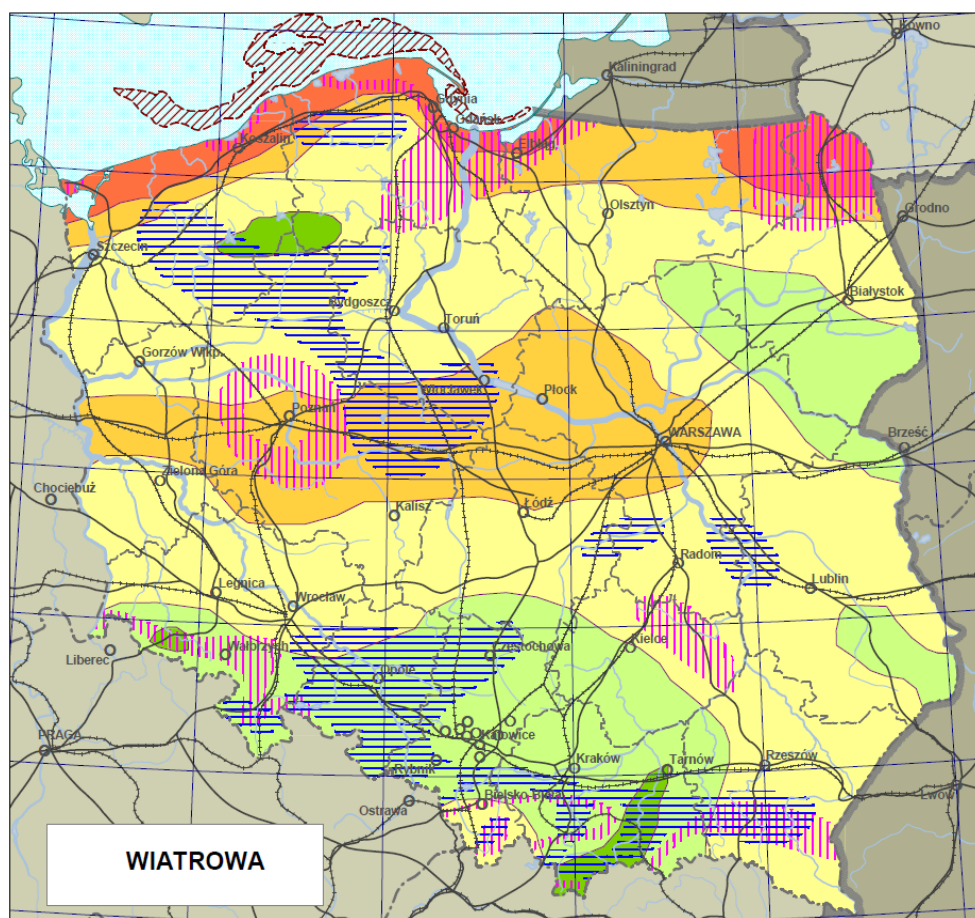 Kowno
Kaliningrad
Gdynia
Gdańsk
Koszalin
Elbląg
Olsztyn
Grodno
Szczecin
Białystok
Bydgoszcz
Toruń
Gorzów Wlkp.
Włocławek
Płock
Poznań
WARSZAWA
Brześć
Zielona Góra
Chociebuż
Kalisz
Łódź
Radom
Legnica
Lublin
Wrocław
Liberec
Wałbrzych
Częstochowa
Kielce
Opole
PRAGA
Katowice
Kraków
Tarnów
Rzeszów
Rybnik
Lwów
Ostrawa
Bielsko-Biała
WIATROWA